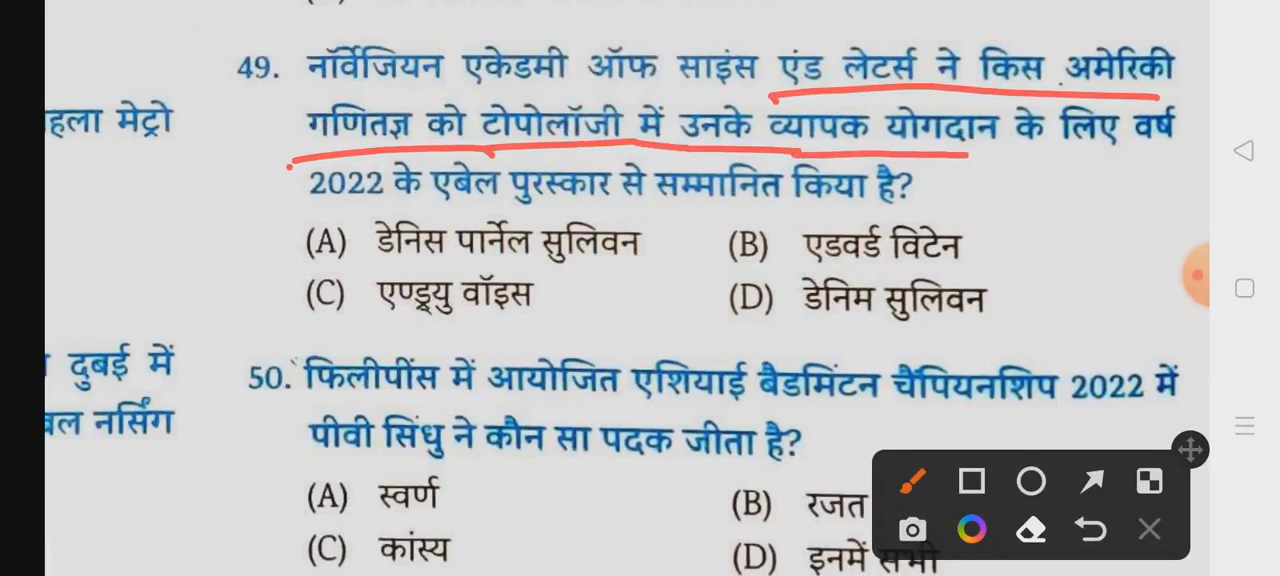 हला मेट्रो
दुबई में
बल नर्सिंग
49. नॉर्वेजियन एकेडमी ऑफ साइंस एंड लेटर्स ने किस अमेरिकी
गणितज्ञ को टोपोलॉजी में उनके व्यापक योगदान के लिए वर्ष
2022 के एबेल पुरस्कार से सम्मानित किया है?
(A) डेनिस पार्नेल सुलिवन (B) एडवर्ड विटेन
(C) एण्ड्र्यु वॉइस (D) डेनिम सुलिवन
50. फिलीपींस में आयोजित एशियाई बैडमिंटन चैंपियनशिप 2022 में
पीवी सिंधु ने कौन सा पदक जीता है?
(A) स्वर्ण (B) रजत
(C) कांस्य (D) इनमें सभी